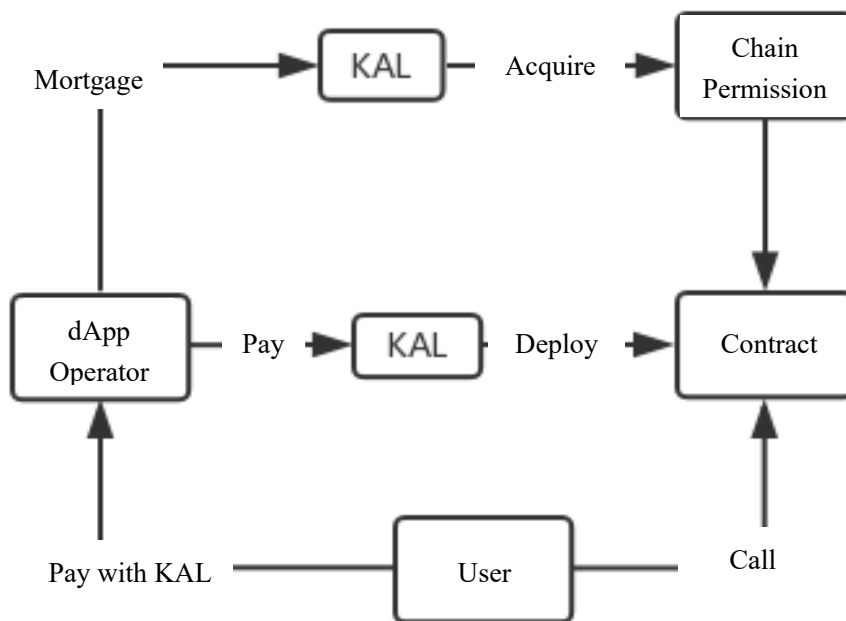 Mortgage
KAL
Acquire
Chain
Permission
dApp
Operator
Pay
KAL
Deploy
Contract
Pay with KAL
User
Call